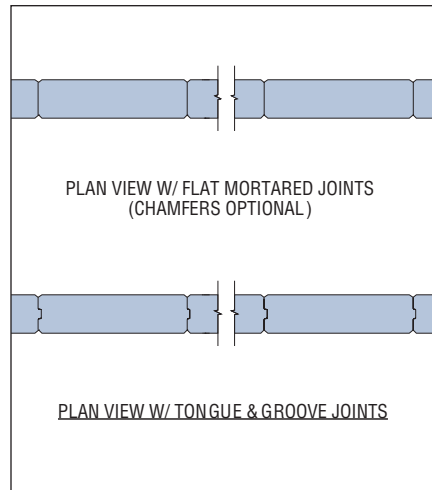 PLAN VIEW W/ FLAT MORTARED JOINTS
(CHAMFERS OPTIONAL)
PLAN VIEW W/ TONGUE & GROOVE JOINTS